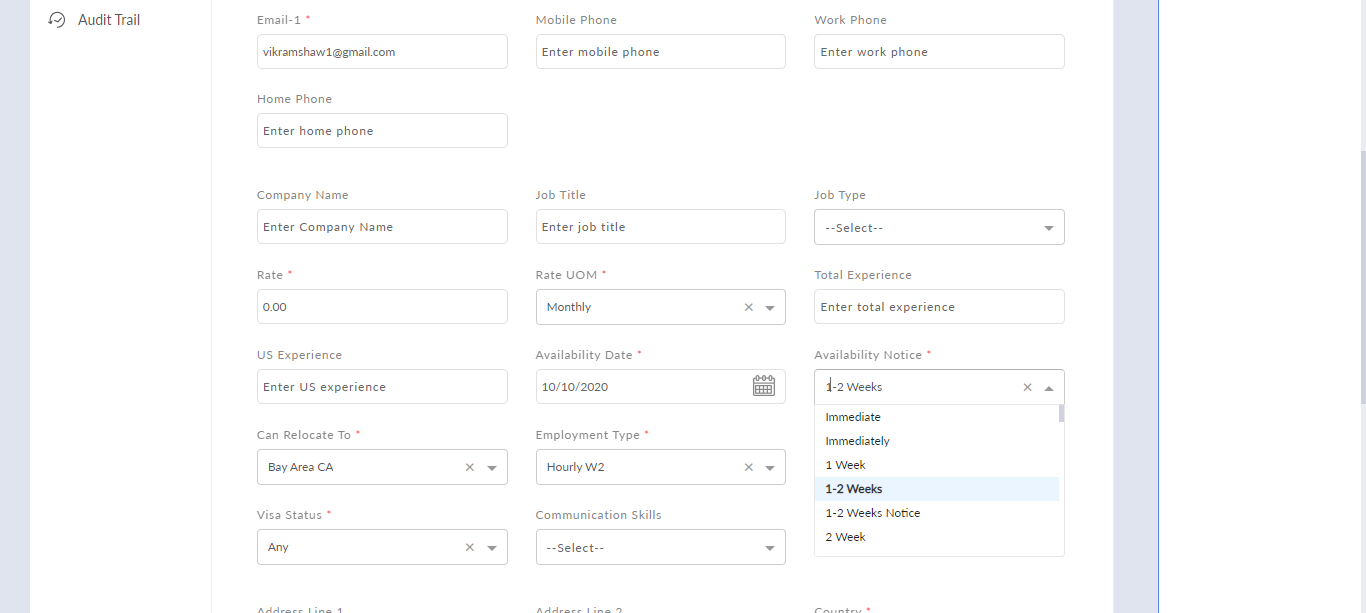 Audit Trail
Email-1 * Mobile Phone Work Phone
vikramshaw1@gmail.com Enter mobile phone Enter work phone
Home Phone
Enter home phone
Company Name Job Title Job Type
Enter Company Name Enter job title --Select--
Rate * Rate UOM * Total Experience
0.00 Monthly × Enter total experience
US Experience Availability Date * Availability Notice *
Enter US experience 10/10/2020 1-2 Weeks ×
Immediate
Immediately
Can Relocate To * Employment Type *
Bay Area CA × Hourly W2 × 1 Week
1-2 Weeks
Visa Status * Communication Skills 1-2 Weeks Notice
Any × --Select-- 2 Week
Address Line 1 Address Line 2 Country *